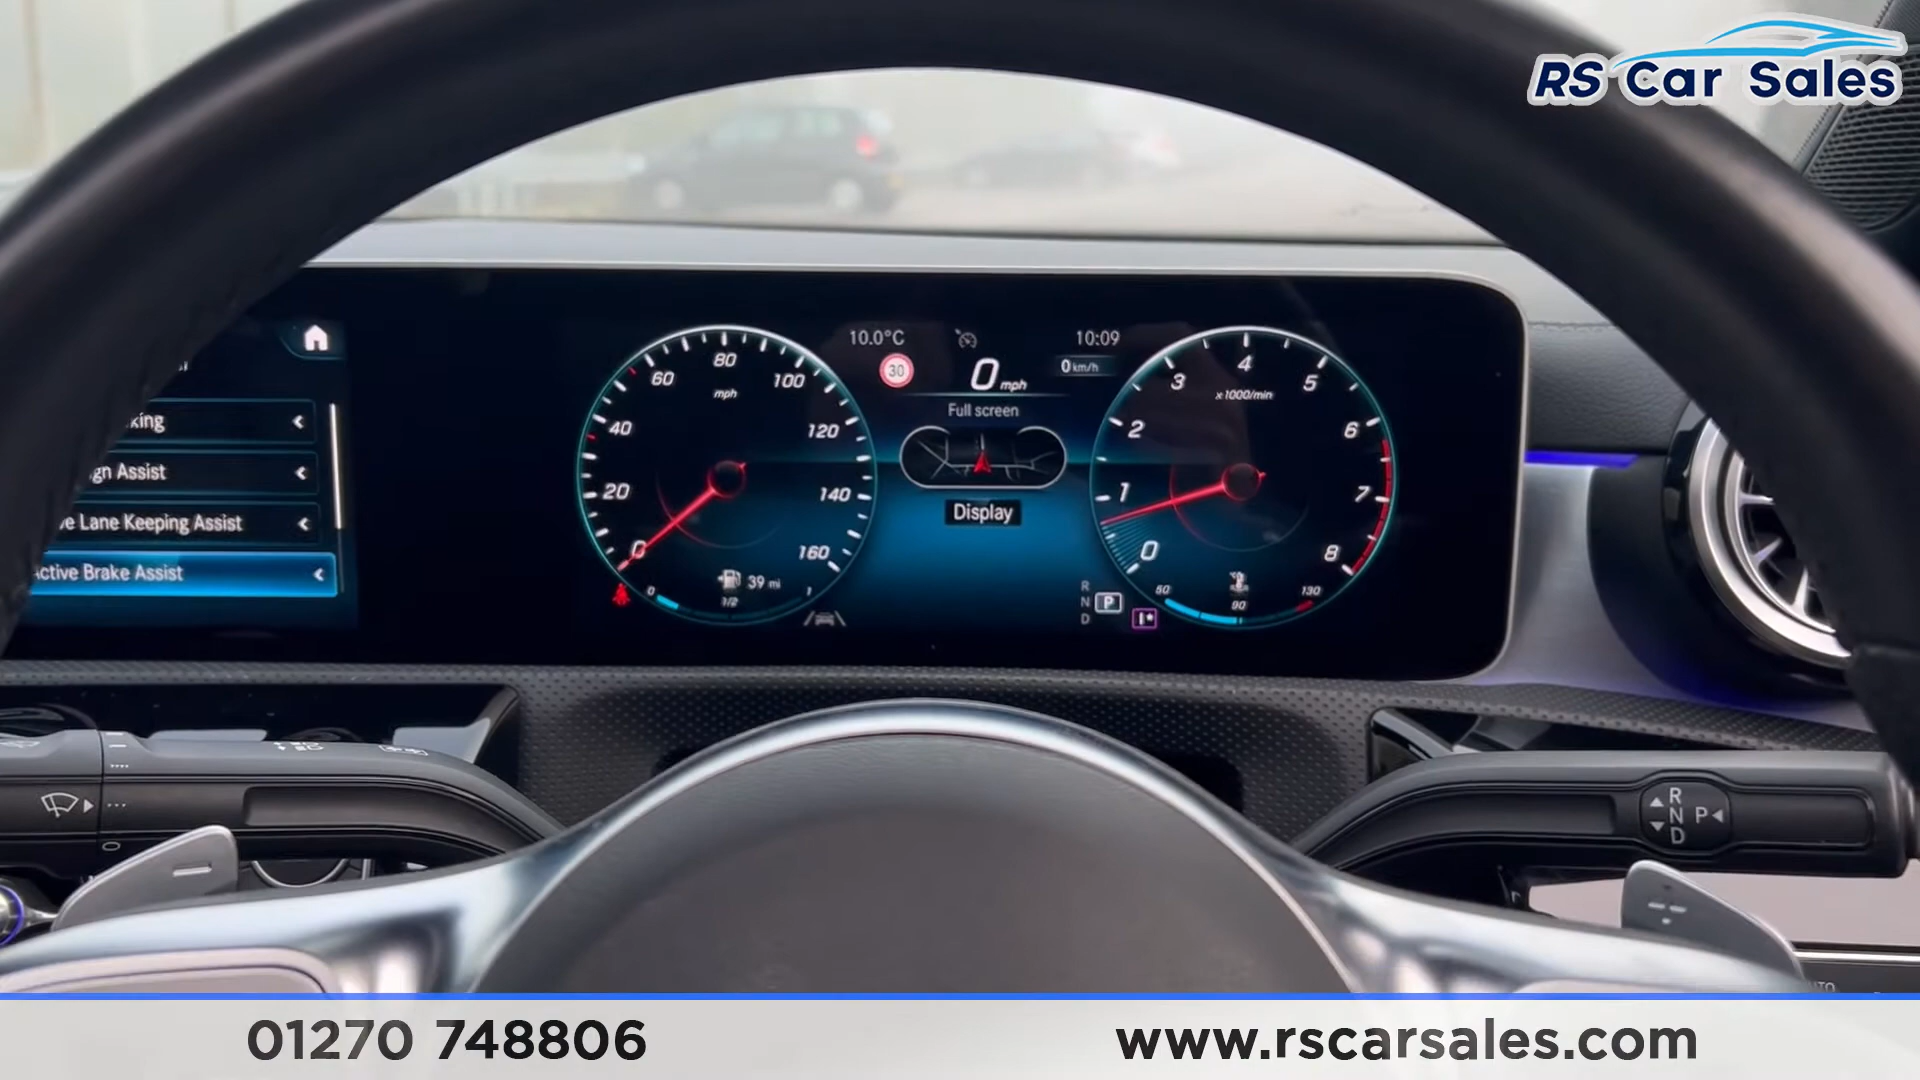 RS Car Sales
king
gn Assist
e Lane Keeping Assist
ctive Brake Assist
20
40
60
80
100
120
140
160
0
mph
39 mi
0
1/2
1
10.0°C
10:09
30
0 mph
0 km/h
Full screen
Display
R
N
D
P
0
1
2
3
4
5
6
7
8
x1000/min
50
90
130
R
N
D
P
01270 748806
www.rscarsales.com